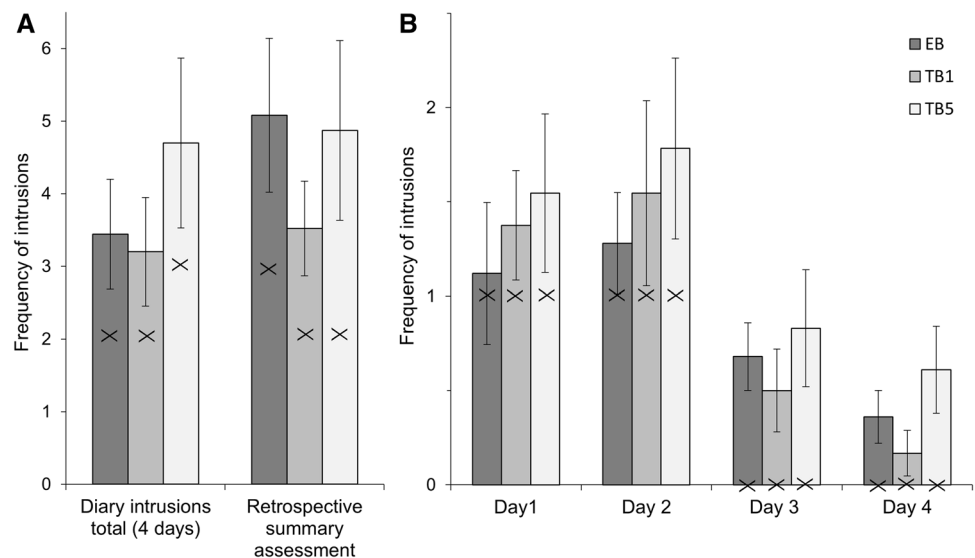 A
Frequency of intrusions
6
5
4
3
2
1
0
Diary intrusions
total (4 days)
Retrospective
summary
assessment
B
Frequency of intrusions
2
1
0
Day1
Day 2
Day 3
Day 4
EB
TB1
TB5